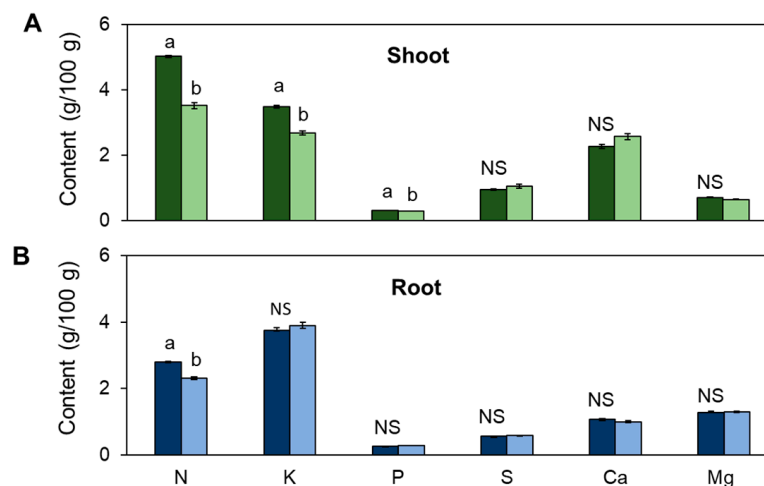 A
Content (g/100 g)
6
4
2
0
Shoot
a
b
a
b
a
b
NS
NS
NS
B
Content (g/100 g)
6
4
2
0
Root
a
b
NS
NS
NS
NS
NS
N K P S Ca Mg